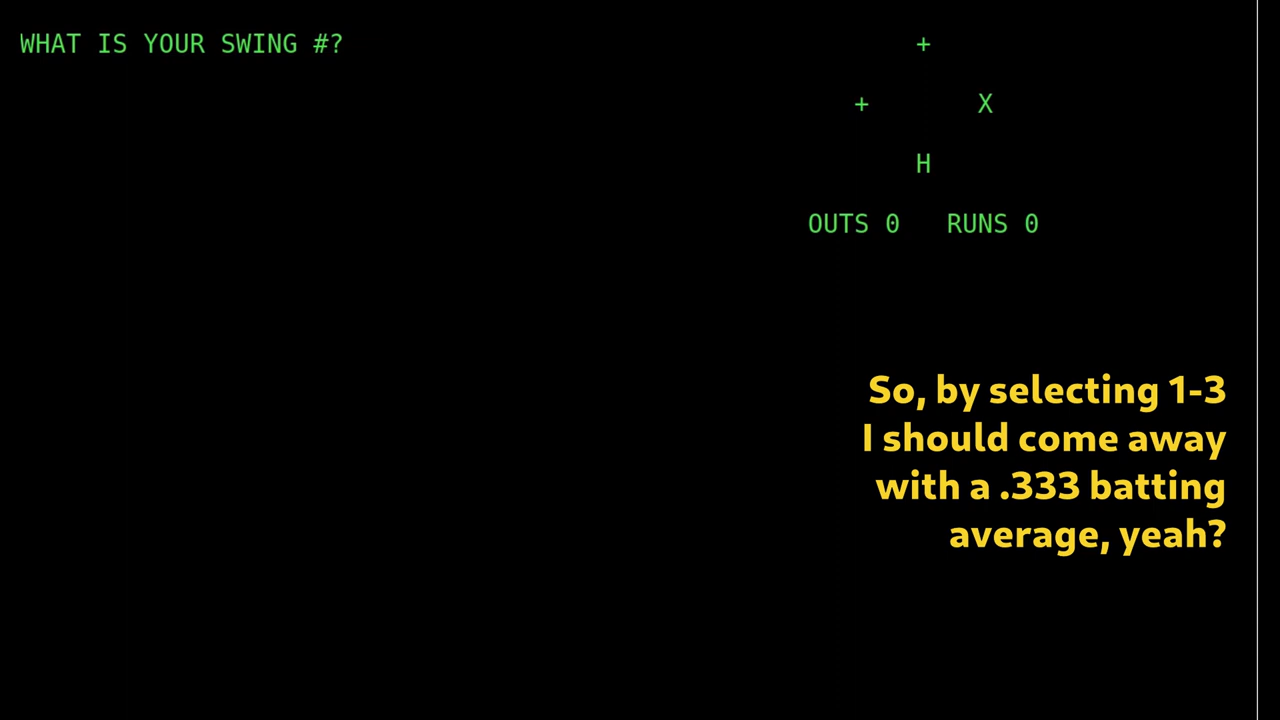 WHAT IS YOUR SWING #?
+
+ X
H
OUTS 0 RUNS 0
So, by selecting 1-3
I should come away
with a .333 batting
average, yeah?